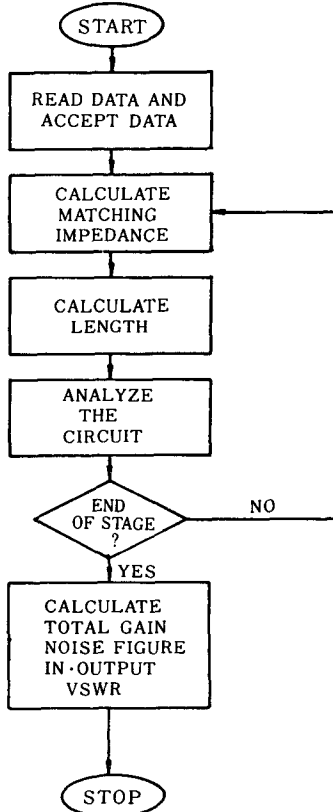 START
READ DATA AND
ACCEPT DATA
CALCULATE
MATCHING
IMPEDANCE
CALCULATE
LENGTH
ANALYZE
THE
CIRCUIT
END
OF STAGE
?
NO
YES
CALCULATE
TOTAL GAIN
NOISE FIGURE
IN·OUTPUT
VSWR
STOP